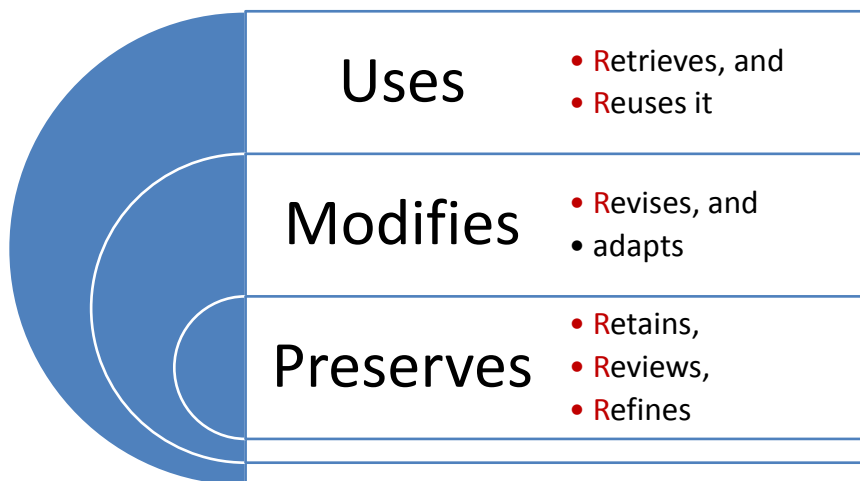 Uses
• Retrieves, and
• Reuses it
Modifies
• Revises, and
• adapts
Preserves
• Retains,
• Reviews,
• Refines